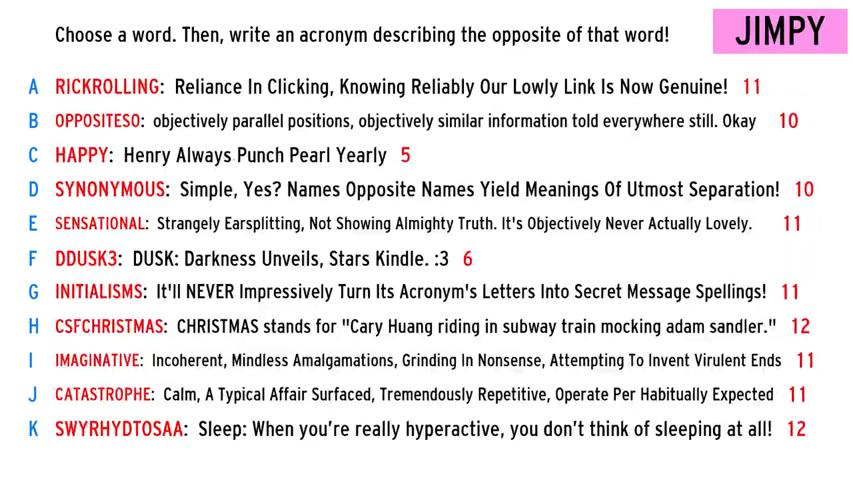 Choose a word. Then, write an acronym describing the opposite of that word!
JIMPY
A RICKROLLING: Reliance In Clicking, Knowing Reliably Our Lowly Link Is Now Genuine! 11
B OPPOSITESO: objectively parallel positions, objectively similar information told everywhere still. Okay 10
C HAPPY: Henry Always Punch Pearl Yearly 5
D SYNONYMOUS: Simple, Yes? Names Opposite Names Yield Meanings Of Utmost Separation! 10
E SENSATIONAL: Strangely Earsplitting, Not Showing Almighty Truth. It's Objectively Never Actually Lovely. 11
F DDUSK3: DUSK: Darkness Unveils, Stars Kindle. :3 6
G INITIALISMS: It'll NEVER Impressively Turn Its Acronym's Letters Into Secret Message Spellings! 11
H CSFCHRISTMAS: CHRISTMAS stands for "Cary Huang riding in subway train mocking adam sandler." 12
I IMAGINATIVE: Incoherent, Mindless Amalgamations, Grinding In Nonsense, Attempting To Invent Virulent Ends 11
J CATASTROPHE: Calm, A Typical Affair Surfaced, Tremendously Repetitive, Operate Per Habitually Expected 11
K SWYRHYDTOSAA: Sleep: When you're really hyperactive, you don't think of sleeping at all! 12